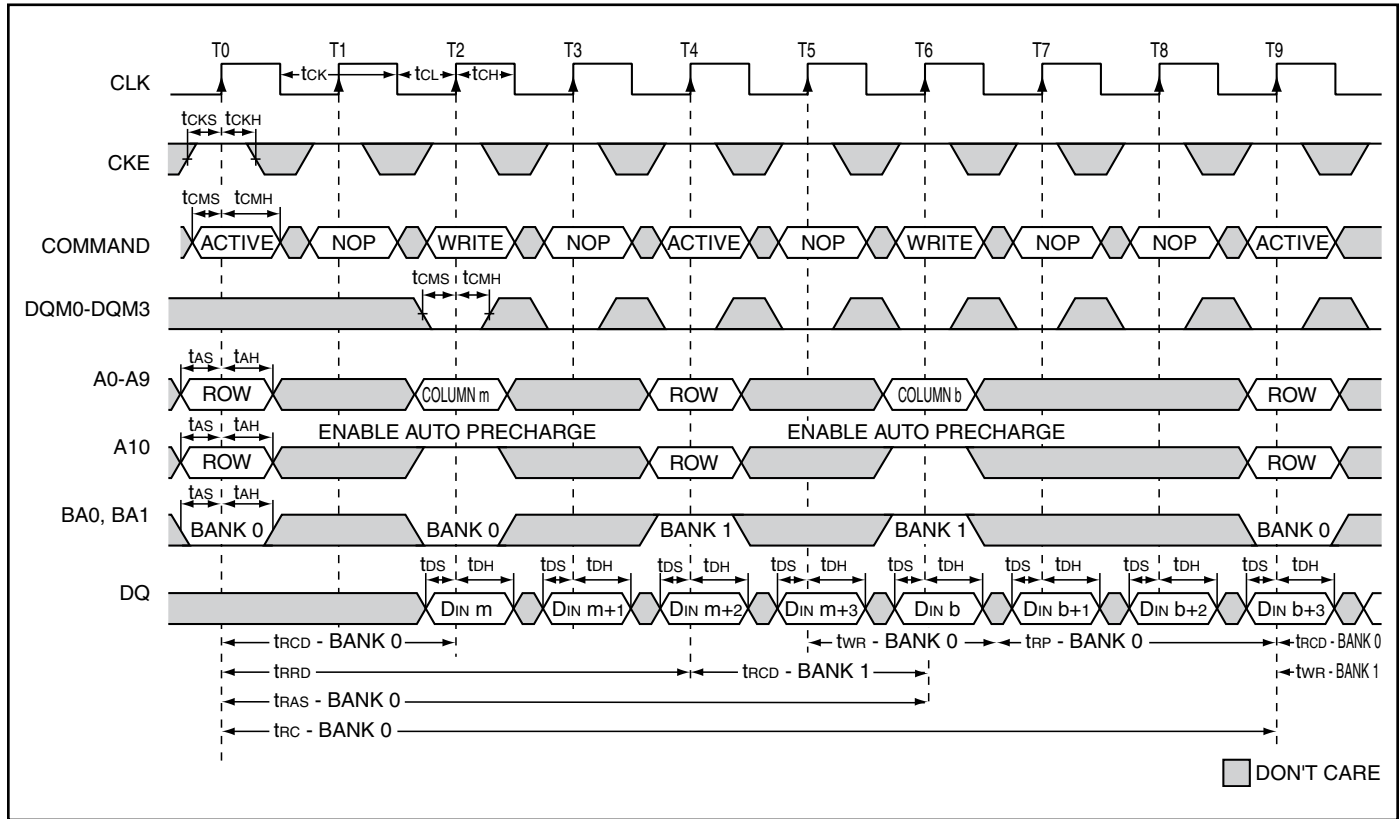 T0 T1 T2 T3 T4 T5 T6 T7 T8 T9
CLK tCK tCL tCH
tCKS tCKH
CKE
tCMS tCMH
COMMAND ACTIVE NOP WRITE NOP ACTIVE NOP WRITE NOP NOP ACTIVE
tCMS tCMH
DQM0-DQM3
tAS tAH
A0-A9 ROW COLUMN m ROW COLUMN b ROW
tAS tAH ENABLE AUTO PRECHARGE ENABLE AUTO PRECHARGE
A10 ROW ROW ROW
tAS tAH
BA0, BA1 BANK 0 BANK 0 BANK 1 BANK 1 BANK 0
tDS tDH tDS tDH tDS tDH tDS tDH tDS tDH tDS tDH tDS tDH tDS tDH
DQ DIN m DIN m+1 DIN m+2 DIN m+3 DIN b DIN b+1 DIN b+2 DIN b+3
tRCD - BANK 0 tWR - BANK 0 tRP - BANK 0 tRCD - BANK 0
tRRD tRCD - BANK 1 tWR - BANK 1
tRAS - BANK 0
tRC - BANK 0
DON'T CARE